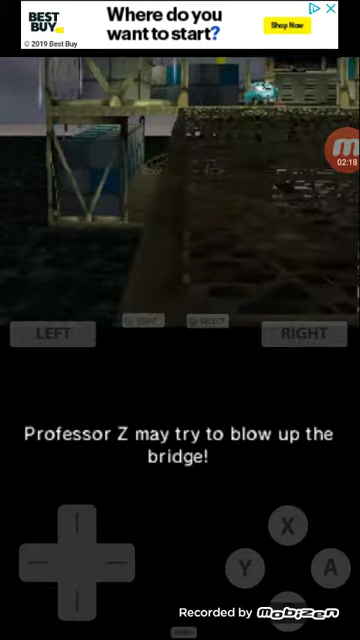 BEST
BUY
Where do you
want to start?
Shop Now
© 2019 Best Buy
02:18
START
SELECT
LEFT
RIGHT
Professor Z may try to blow up the
bridge!
X
Y
A
Recorded by mobizen